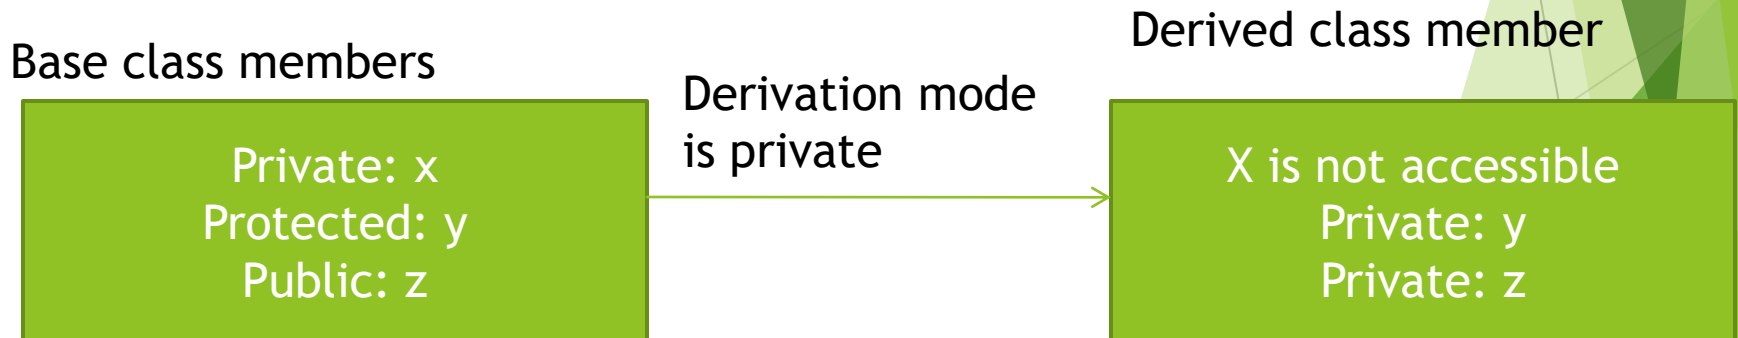 Base class members
Private: x
Protected: y
Public: z
Derivation mode
is private
Derived class member
X is not accessible
Private: y
Private: z